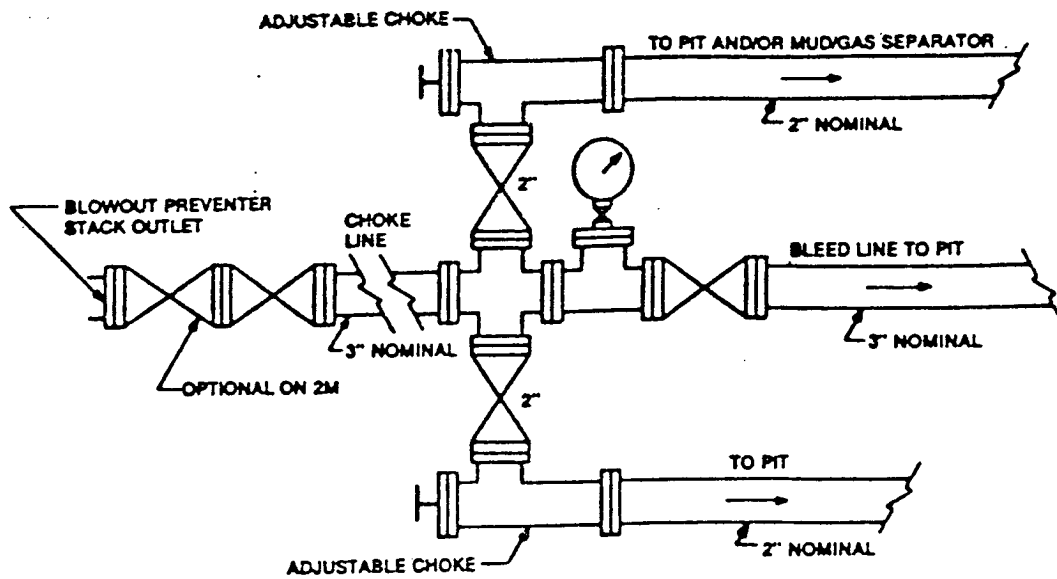 ADJUSTABLE CHOKE
TO PIT AND/OR MUD/GAS SEPARATOR
2" NOMINAL
2"
BLOWOUT PREVENTER
STACK OUTLET
CHOKE
LINE
BLEED LINE TO PIT
3" NOMINAL
3" NOMINAL
OPTIONAL ON 2M
2"
TO PIT
2" NOMINAL
ADJUSTABLE CHOKE